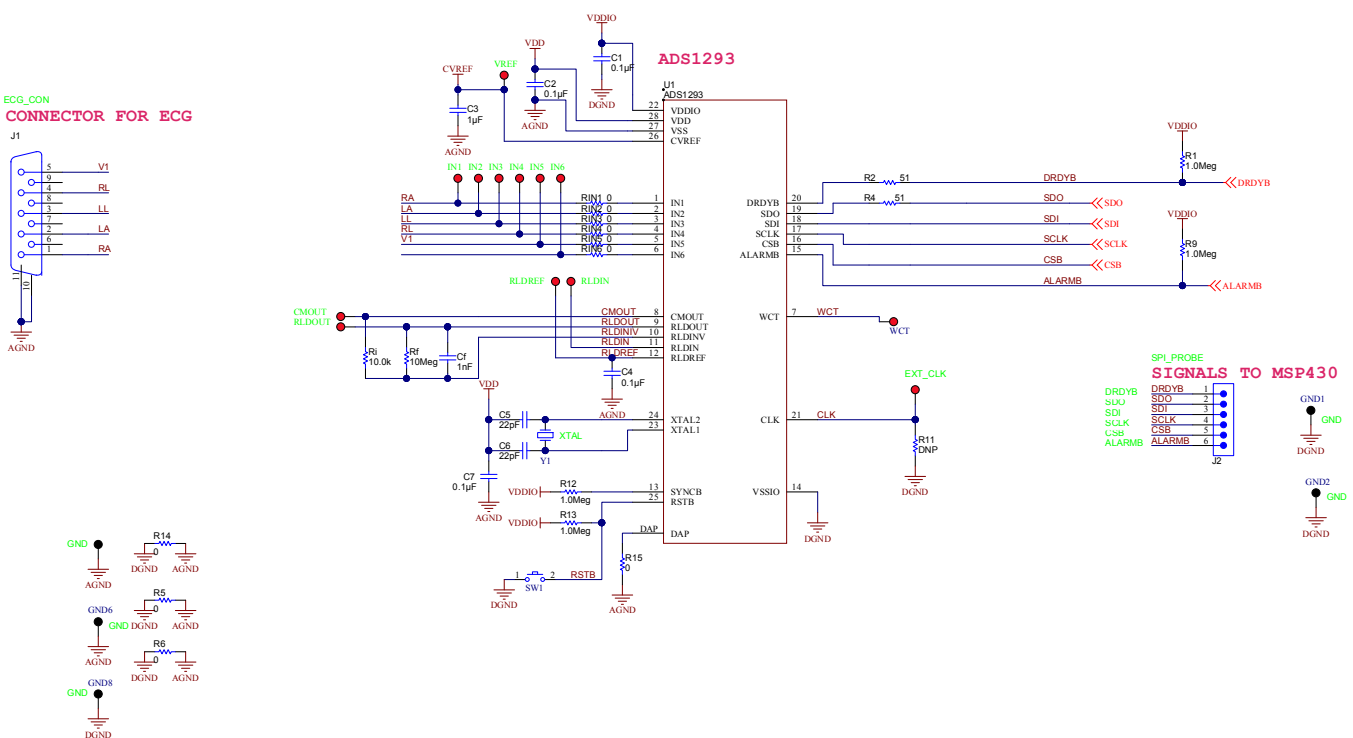 VDDIO
VDD
CVREF
VREF
C1
0.1µF
DGND
C2
0.1µF
AGND
C3
1µF
AGND
ADS1293
U1
ADS1293
22 VDDIO
28 VDD
27 VSS
26 CVREF
ECG_CON
CONNECTOR FOR ECG
J1
5 V1
9
4 RL
8
3 LL
7
2 LA
6
1 RA
11
10
AGND
IN1 IN2 IN3 IN4 IN5 IN6
RA RIN1 0 1 IN1
LA RIN2 0 2 IN2
LL RIN3 0 3 IN3
RL RIN4 0 4 IN4
V1 RIN5 0 5 IN5
RIN6 0 6 IN6
DRDYB 20
SDO 19
SDI 18
SCLK 17
CSB 16
ALARMB 15
R2 51 DRDYB
R4 51 SDO
SDI
SCLK
CSB
ALARMB
VDDIO
R1
1.0Meg
DRDYB
SDO
SDI
SCLK
CSB
VDDIO
R9
1.0Meg
ALARMB
RLDREF RLDIN
CMOUT
RLDOUT
CMOUT 8 CMOUT
RLDOUT 9 RLDOUT
RLDINIV 10 RLDINV
RLDIN 11 RLDIN
RLDREF 12 RLDREF
Ri
10.0k
Rf
10Meg
Cf
1nF
C4
0.1µF
AGND
WCT 7 WCT
WCT
VDD
C5
22pF
C6
22pF
C7
0.1µF
AGND
XTAL
Y1
24 XTAL2
23 XTAL1
EXT_CLK
CLK 21 CLK
R11
DNP
DGND
VDDIO R12
1.0Meg
13 SYNCB
25 RSTB
VDDIO R13
1.0Meg
VSSIO 14
DGND
DAP DAP
R15
0
AGND
1 2 RSTB
SW1
DGND
SPI_PROBE
SIGNALS TO MSP430
DRDYB DRDYB 1
SDO SDO 2
SDI SDI 3
SCLK SCLK 4
CSB CSB 5
ALARMB ALARMB 6
J2
GND1
GND
DGND
GND2
GND
DGND
GND
AGND
R14
0
DGND AGND
GND6
GND
AGND
R5
0
DGND AGND
R6
0
DGND AGND
GND8
GND
DGND